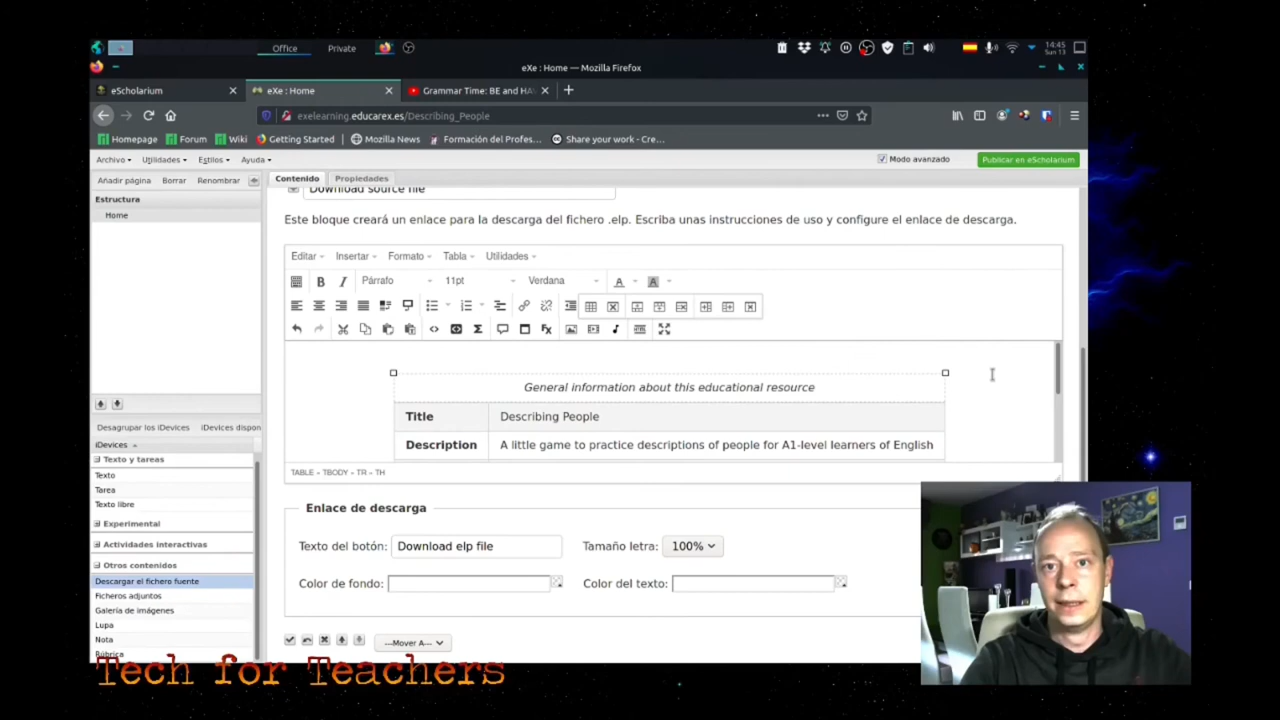 Office Private
14:45
Sun 13
eXe : Home — Mozilla Firefox
eScholarium
eXe : Home
Grammar Time: BE and HA
exelearning.educarex.es/Describing_People
Homepage Forum Wiki Getting Started Mozilla News Formación del Profes... Share your work - Cre...
Archivo Utilidades Estilos Ayuda
Modo avanzado
Publicar en eScholarium
Añadir página Borrar Renombrar
Contenido Propiedades
Estructura
Home
Download source file
Este bloque creará un enlace para la descarga del fichero .elp. Escriba unas instrucciones de uso y configure el enlace de descarga.
Editar Insertar Formato Tabla Utilidades
B I Párrafo 11pt Verdana A A
General information about this educational resource
Title Describing People
Description A little game to practice descriptions of people for A1-level learners of English
TABLE » TBODY » TR » TH
Desagrupar los iDevices iDevices dispon
iDevices
Texto y tareas
Texto
Tarea
Texto libre
Experimental
Actividades interactivas
Otros contenidos
Descargar el fichero fuente
Ficheros adjuntos
Galería de imágenes
Lupa
Nota
Rúbrica
Enlace de descarga
Texto del botón: Download elp file Tamaño letra: 100%
Color de fondo: Color del texto:
---Mover A---
Tech for Teachers